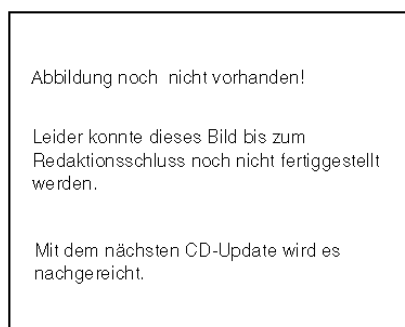 Abbildung noch nicht vorhanden!
Leider konnte dieses Bild bis zum
Redaktionsschluss noch nicht fertiggestellt
werden.
Mit dem nächsten CD-Update wird es
nachgereicht.